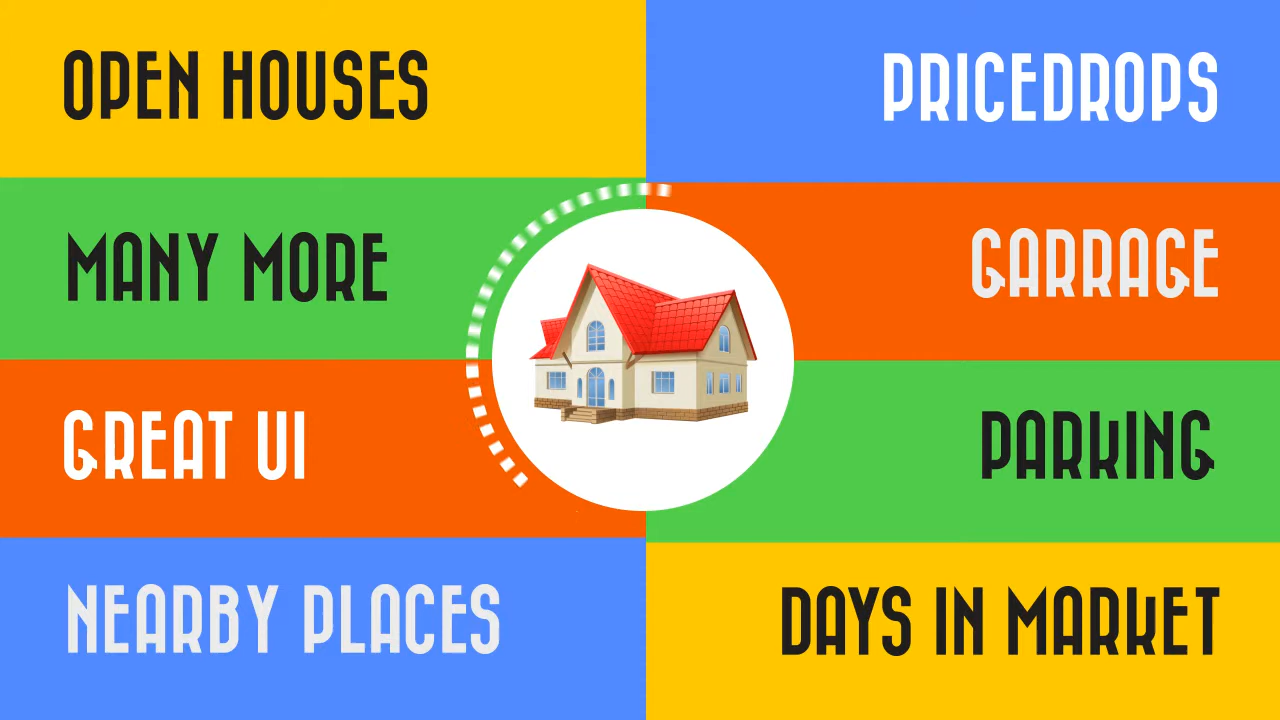 OPEN HOUSES
PRICEDROPS
MANY MORE
GARRAGE
GREAT UI
PARKING
NEARBY PLACES
DAYS IN MARKET